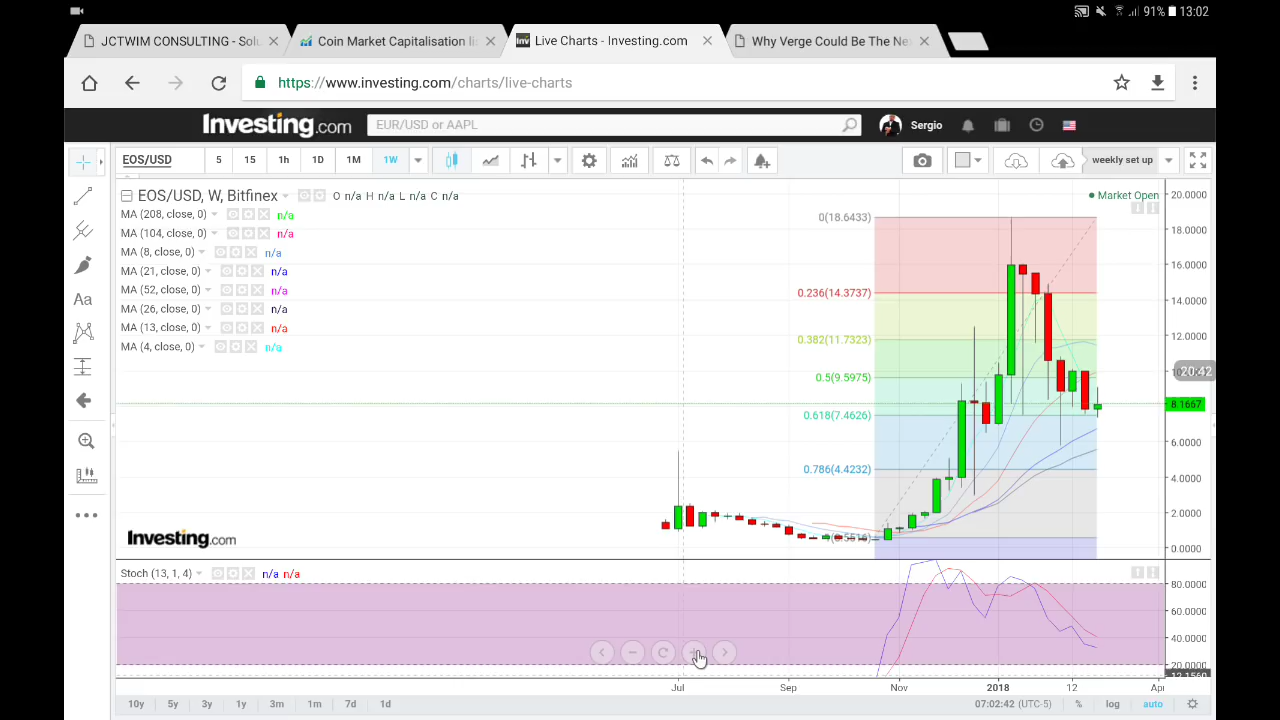 91% 13:02
JCTWIM CONSULTING - Solu
Coin Market Capitalisation li
Live Charts - Investing.com
Why Verge Could Be The Ne
https://www.investing.com/charts/live-charts
Investing.com
EUR/USD or AAPL
Sergio
EOS/USD 5 15 1h 1D 1M 1W
weekly set up
EOS/USD, W, Bitfinex O n/a H n/a L n/a C n/a
Market Open
MA (208, close, 0) n/a
MA (104, close, 0) n/a
MA (8, close, 0) n/a
MA (21, close, 0) n/a
MA (52, close, 0) n/a
MA (26, close, 0) n/a
MA (13, close, 0) n/a
MA (4, close, 0) n/a
Aa
0(18.6433)
0.236(14.3737)
0.382(11.7323)
0.5(9.5975)
0.618(7.4626)
0.786(4.4232)
20.0000
18.0000
16.0000
14.0000
12.0000
20:42
8.1667
6.0000
4.0000
2.0000
0.0000
Investing.com
Stoch (13, 1, 4) n/a n/a
80.0000
60.0000
40.0000
20.0000
12.1560
Jul Sep Nov 2018 12 Apr
10y 5y 3y 1y 3m 1m 7d 1d
07:02:42 (UTC-5) % log auto